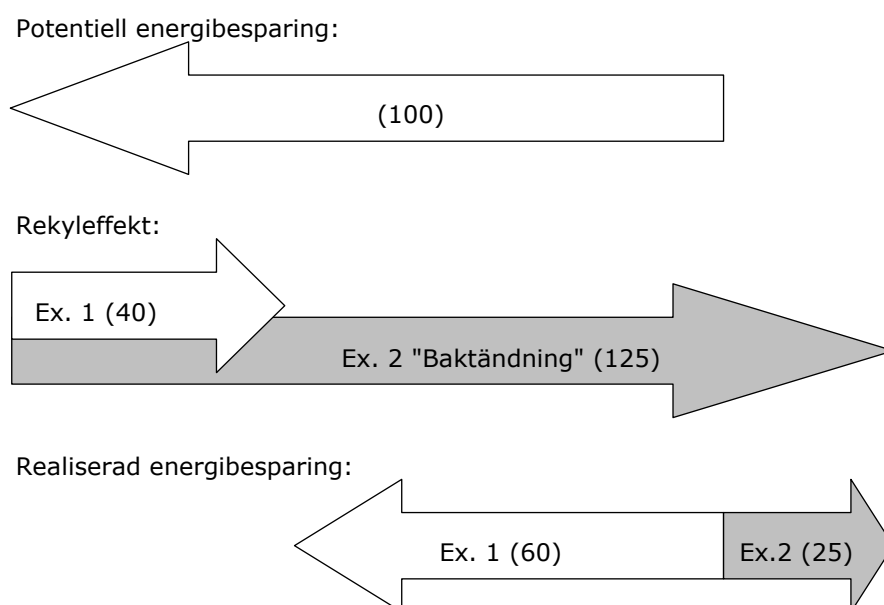 Potentiell energibesparing:
(100)
Rekyleffekt:
Ex. 1 (40)
Ex. 2 "Baktändning" (125)
Realiserad energibesparing:
Ex. 1 (60) Ex.2 (25)